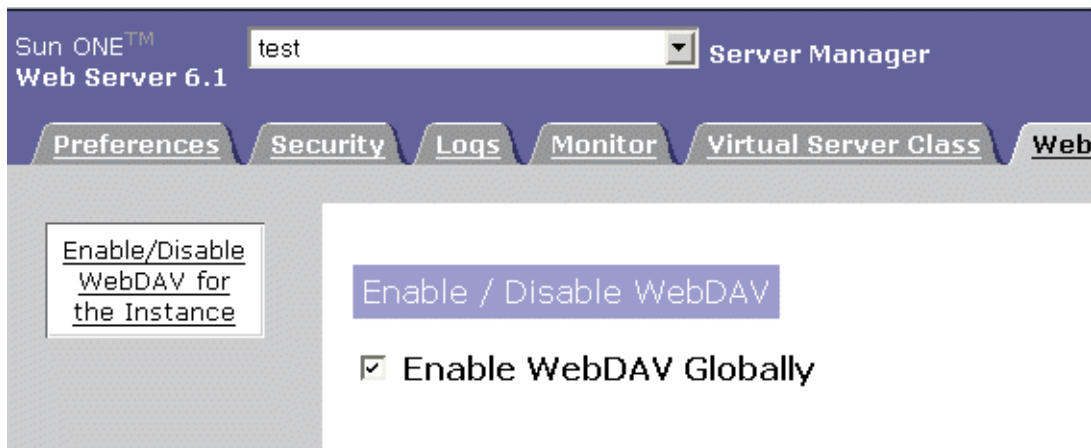 Sun ONE™
test
Server Manager
Web Server 6.1
Preferences
Security
Logs
Monitor
Virtual Server Class
Web
Enable/Disable
WebDAV for
the Instance
Enable / Disable WebDAV
Enable WebDAV Globally